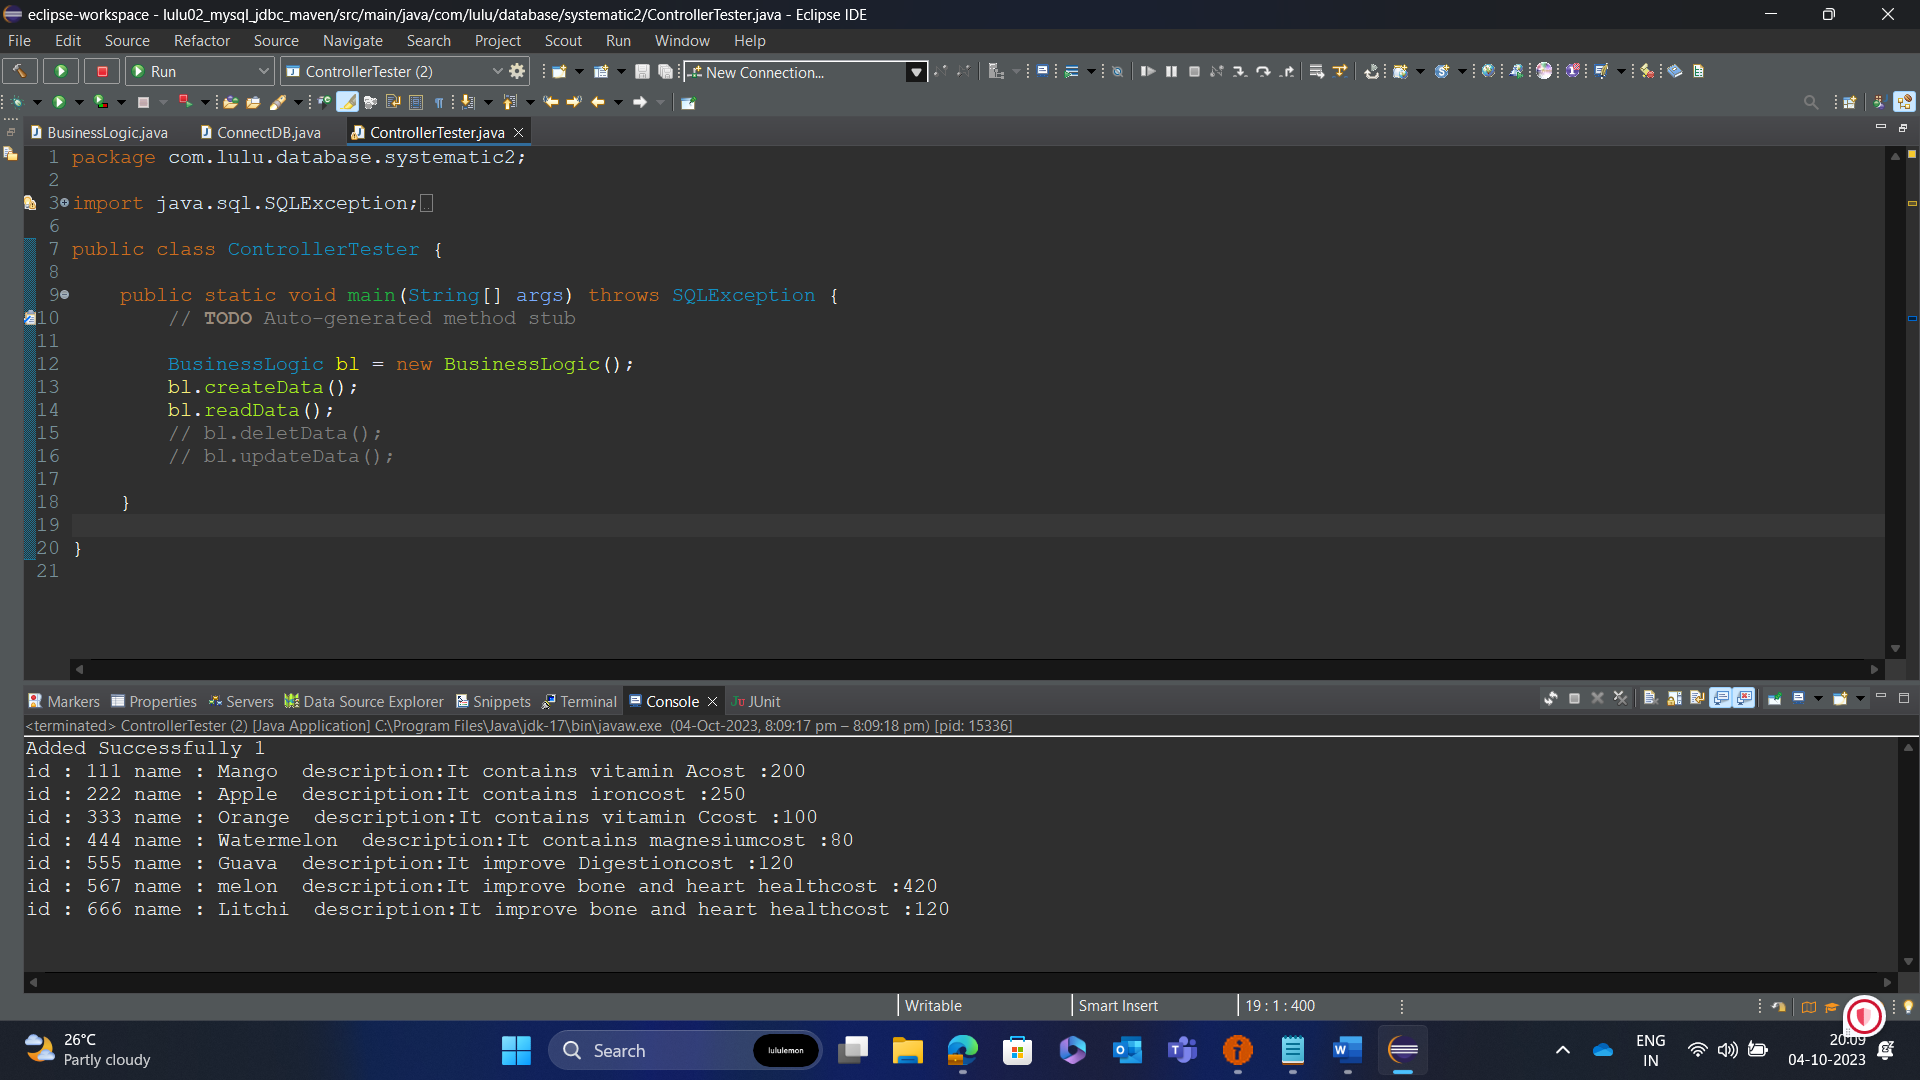 eclipse-workspace - lulu02_mysql_jdbc_maven/src/main/java/com/lulu/database/systematic2/ControllerTester.java - Eclipse IDE
File Edit Source Refactor Source Navigate Search Project Scout Run Window Help
Run ControllerTester (2) New Connection...
BusinessLogic.java ConnectDB.java ControllerTester.java
1 package com.lulu.database.systematic2;
2
3 import java.sql.SQLException;
6
7 public class ControllerTester {
8
9 public static void main(String[] args) throws SQLException {
10 // TODO Auto-generated method stub
11
12 BusinessLogic bl = new BusinessLogic();
13 bl.createData();
14 bl.readData();
15 // bl.deletData();
16 // bl.updateData();
17
18 }
19
20 }
21
Markers Properties Servers Data Source Explorer Snippets Terminal Console Ju JUnit
<terminated> ControllerTester (2) [Java Application] C:\Program Files\Java\jdk-17\bin\javaw.exe (04-Oct-2023, 8:09:17 pm – 8:09:18 pm) [pid: 15336]
Added Successfully 1
id : 111 name : Mango description:It contains vitamin Acost :200
id : 222 name : Apple description:It contains ironcost :250
id : 333 name : Orange description:It contains vitamin Ccost :100
id : 444 name : Watermelon description:It contains magnesiumcost :80
id : 555 name : Guava description:It improve Digestioncost :120
id : 567 name : melon description:It improve bone and heart healthcost :420
id : 666 name : Litchi description:It improve bone and heart healthcost :120
Writable Smart Insert 19 : 1 : 400
26°C
Partly cloudy
Search lululemon
ENG
IN
20:09
04-10-2023